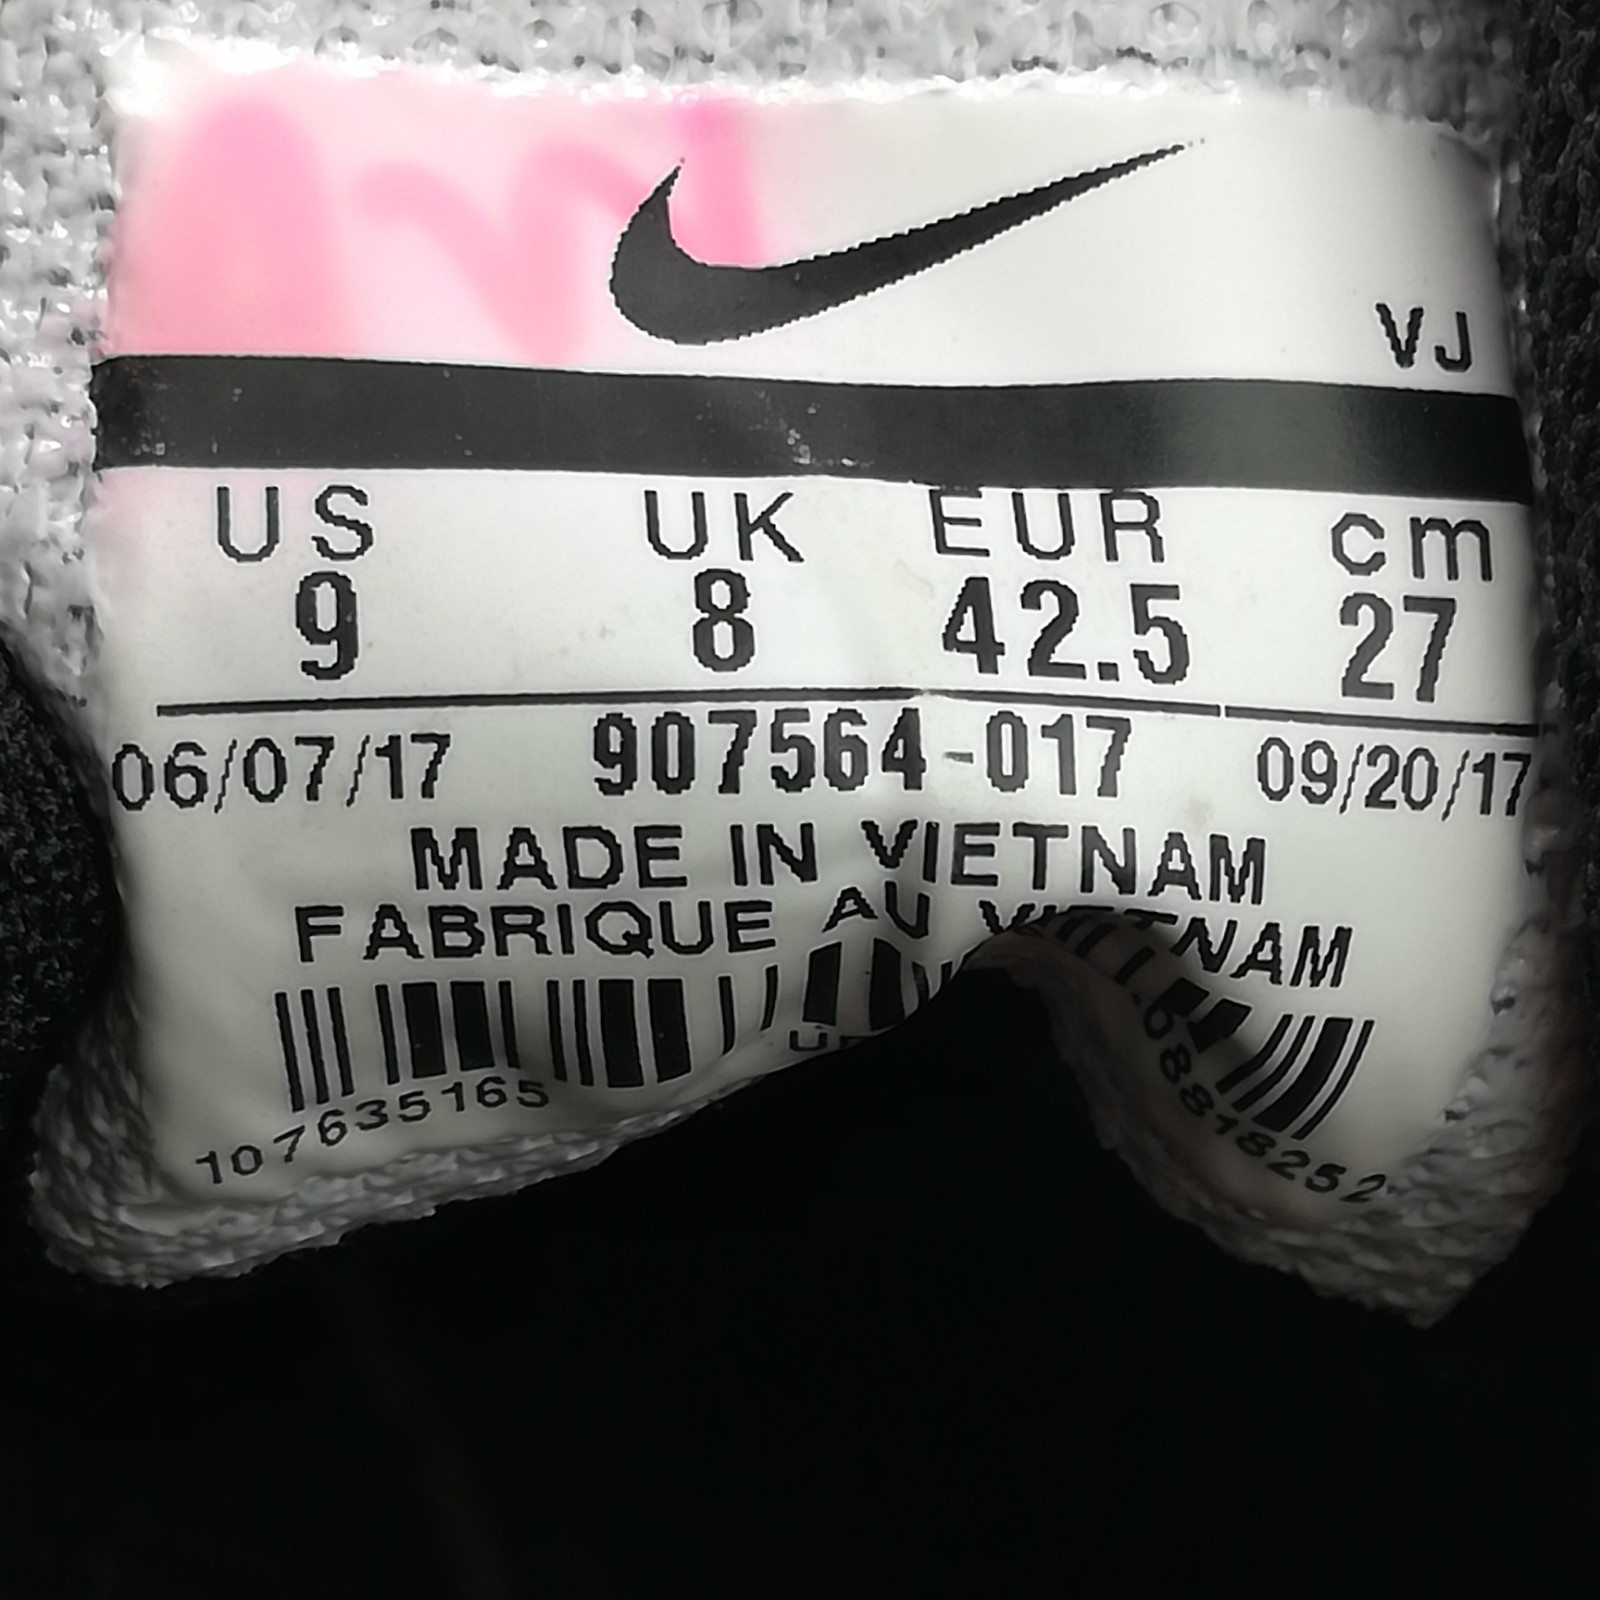 VJ
US UK EUR cm
9 8 42.5 27
06/07/17 907564-017 09/20/17
MADE IN VIETNAM
FABRIQUE AU VIETNAM
107635165